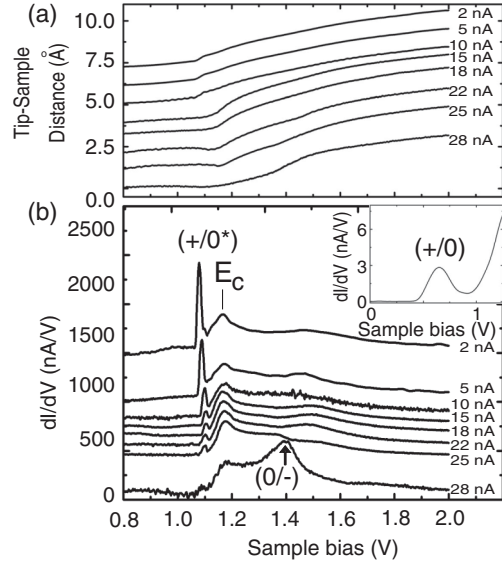 (a)
10.0
7.5
5.0
2.5
0.0
Tip-Sample
Distance (Å)
2 nA
5 nA
10 nA
15 nA
18 nA
22 nA
25 nA
28 nA
(b)
2500
2000
1500
1000
500
0
dI/dV (nA/V)
(+/0*)
E_C
(0/-)
6
3
0
dI/dV (nA/V)
(+/0)
0
1
Sample bias (V)
2 nA
5 nA
10 nA
15 nA
18 nA
22 nA
25 nA
28 nA
0.8 1.0 1.2 1.4 1.6 1.8 2.0
Sample bias (V)